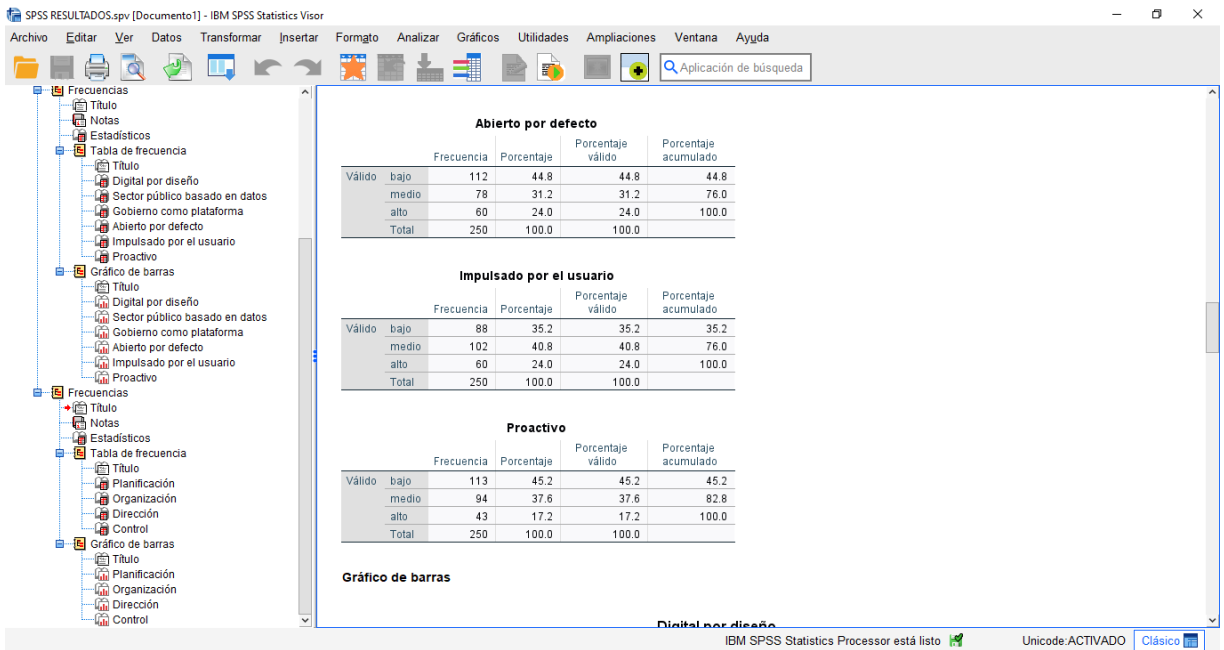 SPSS RESULTADOS.spv [Documento1] - IBM SPSS Statistics Visor
Archivo Editar Ver Datos Transformar Insertar Formato Analizar Gráficos Utilidades Ampliaciones Ventana Ayuda
Aplicación de búsqueda
Frecuencias
Título
Notas
Estadísticos
Tabla de frecuencia
Título
Digital por diseño
Sector público basado en datos
Gobierno como plataforma
Abierto por defecto
Impulsado por el usuario
Proactivo
Gráfico de barras
Título
Digital por diseño
Sector público basado en datos
Gobierno como plataforma
Abierto por defecto
Impulsado por el usuario
Proactivo
Frecuencias
Título
Notas
Estadísticos
Tabla de frecuencia
Título
Planificación
Organización
Dirección
Control
Gráfico de barras
Título
Planificación
Organización
Dirección
Control
Abierto por defecto
Frecuencia Porcentaje Porcentaje válido Porcentaje acumulado
Válido bajo 112 44.8 44.8 44.8
medio 78 31.2 31.2 76.0
alto 60 24.0 24.0 100.0
Total 250 100.0 100.0
Impulsado por el usuario
Frecuencia Porcentaje Porcentaje válido Porcentaje acumulado
Válido bajo 88 35.2 35.2 35.2
medio 102 40.8 40.8 76.0
alto 60 24.0 24.0 100.0
Total 250 100.0 100.0
Proactivo
Frecuencia Porcentaje Porcentaje válido Porcentaje acumulado
Válido bajo 113 45.2 45.2 45.2
medio 94 37.6 37.6 82.8
alto 43 17.2 17.2 100.0
Total 250 100.0 100.0
Gráfico de barras
Digital por diseño
IBM SPSS Statistics Processor está listo Unicode:ACTIVADO Clásico